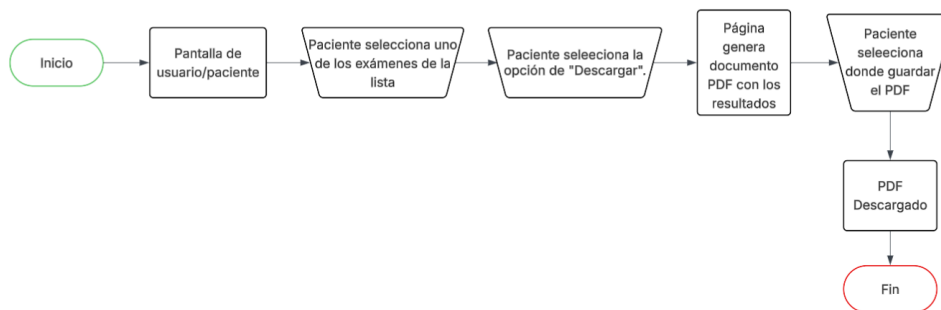 Inicio
Pantalla de
usuario/paciente
Paciente selecciona uno
de los exámenes de la
lista
Paciente seleeciona la
opción de "Descargar".
Página
genera
documento
PDF con los
resultados
Paciente
seleeciona
donde guardar
el PDF
PDF
Descargado
Fin